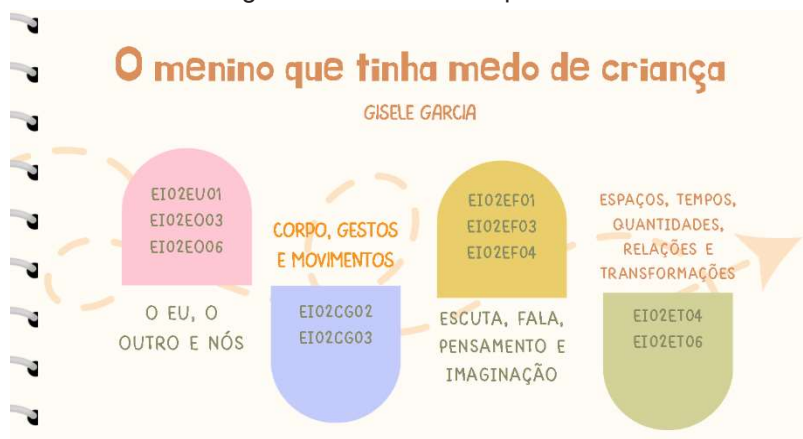 O menino que tinha medo de criança
GISELE GARCIA
EI02EU01
EI02EO03
EI02EO06
O EU, O
OUTRO E NÓS
CORPO, GESTOS
E MOVIMENTOS
EI02CG02
EI02CG03
EI02EF01
EI02EF03
EI02EF04
ESCUTA, FALA,
PENSAMENTO E
IMAGINAÇÃO
ESPAÇOS, TEMPOS,
QUANTIDADES,
RELAÇÕES E
TRANSFORMAÇÕES
EI02ET04
EI02ET06